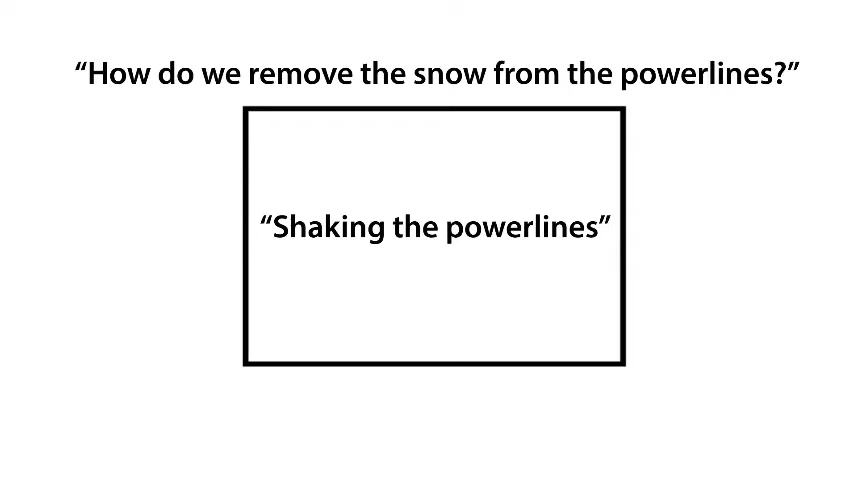 “How do we remove the snow from the powerlines?”
“Shaking the powerlines”